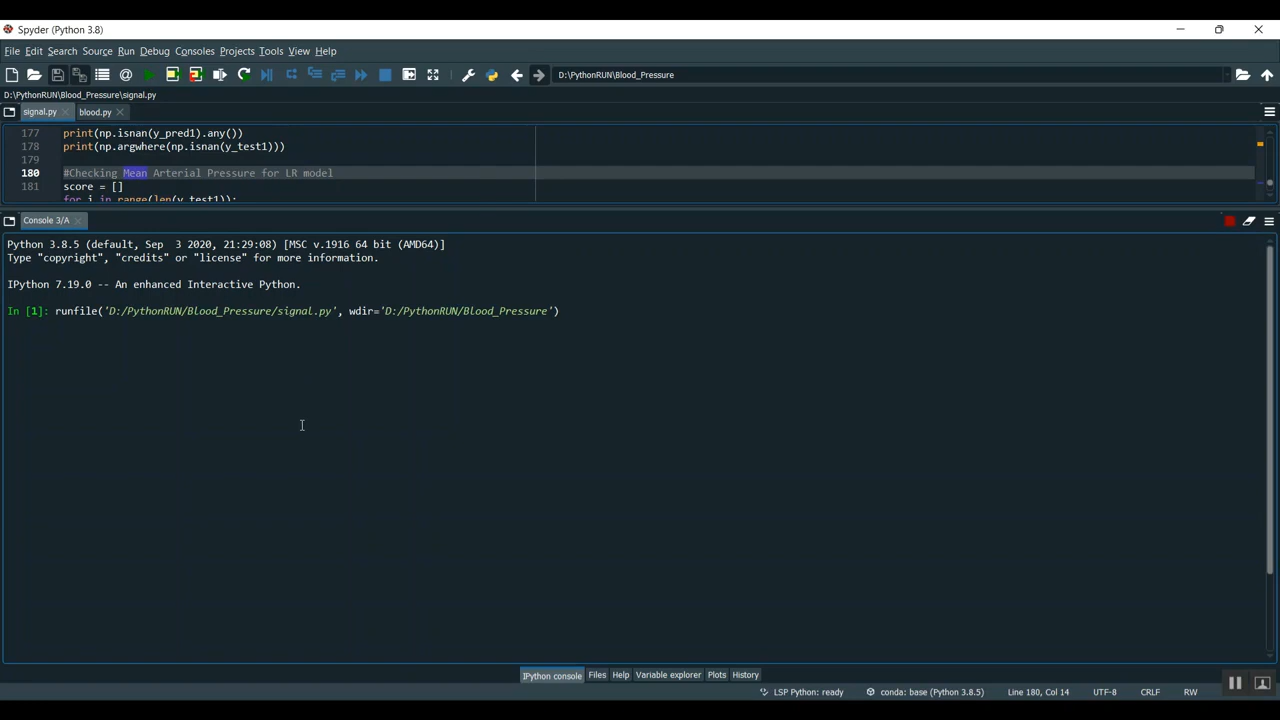 Spyder (Python 3.8)
File Edit Search Source Run Debug Consoles Projects Tools View Help
D:\PythonRUN\Blood_Pressure
D:\PythonRUN\Blood_Pressure\signal.py
signal.py blood.py
177 print(np.isnan(y_pred1).any())
178 print(np.argwhere(np.isnan(y_test1)))
179
180 #Checking Mean Arterial Pressure for LR model
181 score = []
for i in range(len(y_test1)):
Console 3/A
Python 3.8.5 (default, Sep  3 2020, 21:29:08) [MSC v.1916 64 bit (AMD64)]
Type "copyright", "credits" or "license" for more information.
IPython 7.19.0 -- An enhanced Interactive Python.
In [1]: runfile('D:/PythonRUN/Blood_Pressure/signal.py', wdir='D:/PythonRUN/Blood_Pressure')
IPython console Files Help Variable explorer Plots History
LSP Python: ready conda: base (Python 3.8.5) Line 180, Col 14 UTF-8 CRLF RW